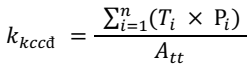 k_{kccđ} = \frac{\sum_{i=1}^{n}(T_i \times P_i)}{A_{tt}}